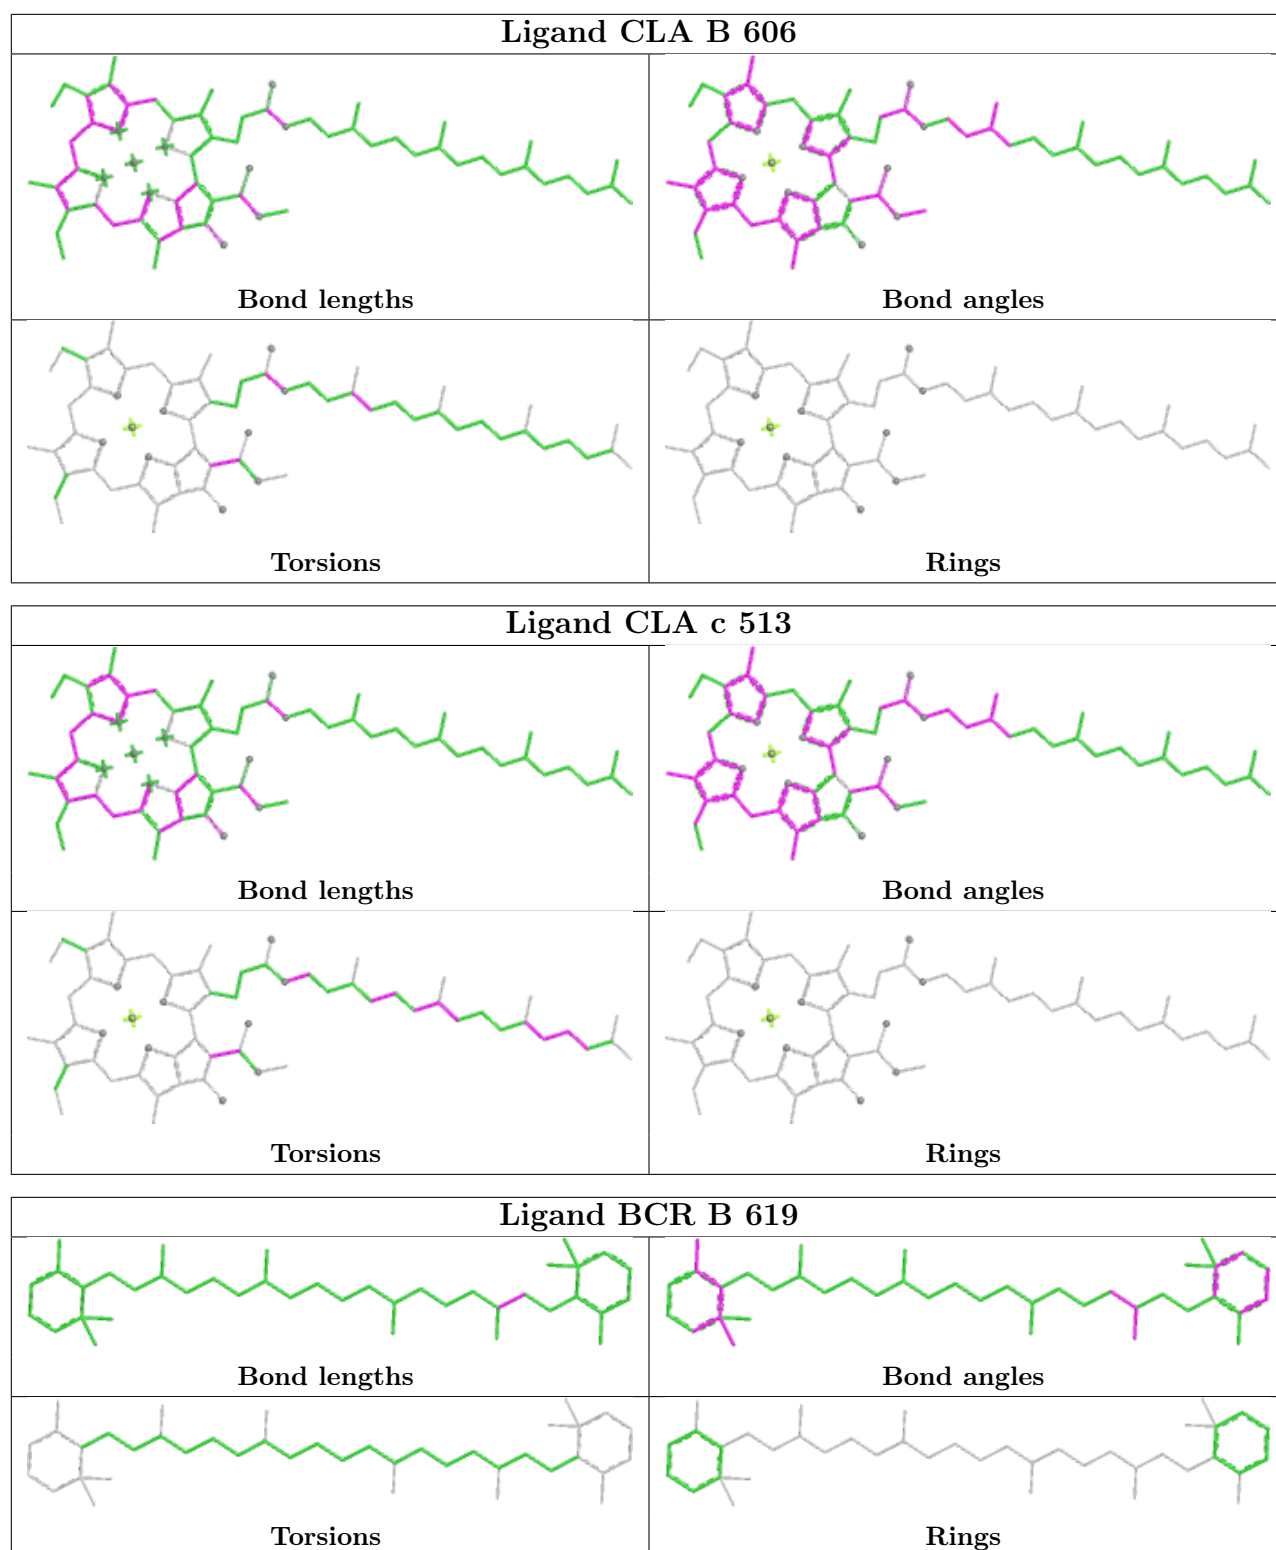 Ligand CLA B 606
Bond lengths
Bond angles
Torsions
Rings
Ligand CLA c 513
Bond lengths
Bond angles
Torsions
Rings
Ligand BCR B 619
Bond lengths
Bond angles
Torsions
Rings